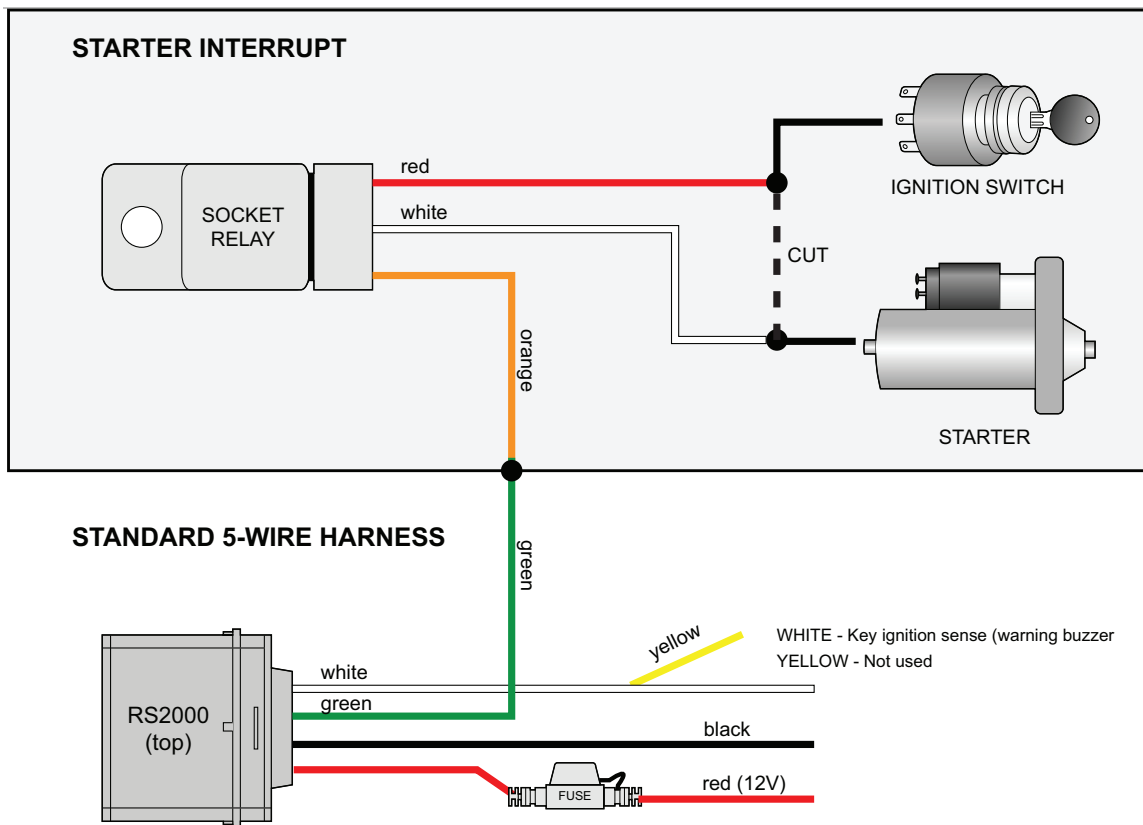 STARTER INTERRUPT
red
IGNITION SWITCH
SOCKET
RELAY
white
CUT
orange
STARTER
STANDARD 5-WIRE HARNESS
green
yellow
WHITE - Key ignition sense (warning buzzer
YELLOW - Not used
white
green
RS2000
(top)
black
red (12V)
FUSE